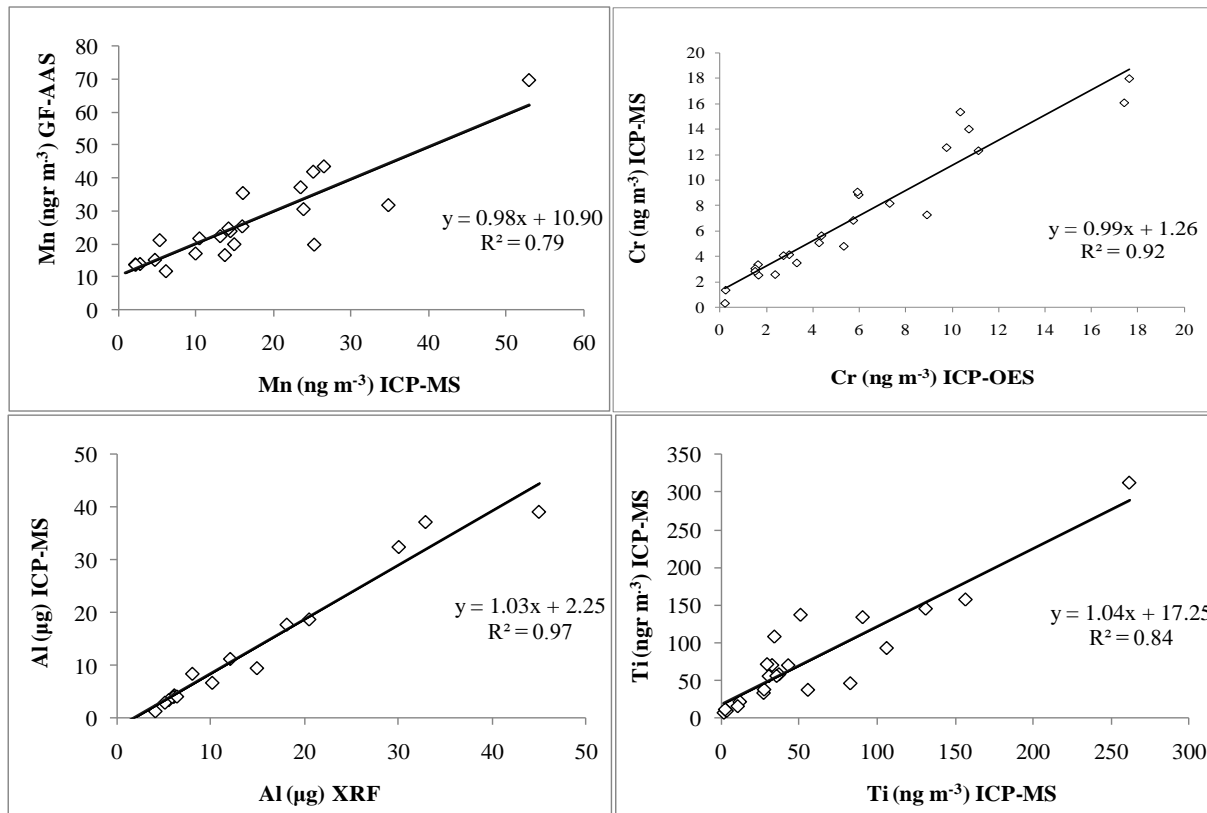 Mn (ngr m-3) GF-AAS
80
70
60
50
40
30
20
10
0
y = 0.98x + 10.90
R² = 0.79
0 10 20 30 40 50 60
Mn (ng m-3) ICP-MS
Cr (ng m-3) ICP-MS
20
18
16
14
12
10
8
6
4
2
0
y = 0.99x + 1.26
R² = 0.92
0 2 4 6 8 10 12 14 16 18 20
Cr (ng m-3) ICP-OES
Al (µg) ICP-MS
50
40
30
20
10
0
y = 1.03x + 2.25
R² = 0.97
0 10 20 30 40 50
Al (µg) XRF
Ti (ngr m-3) ICP-MS
350
300
250
200
150
100
50
0
y = 1.04x + 17.25
R² = 0.84
0 50 100 150 200 250 300
Ti (ng m-3) ICP-MS